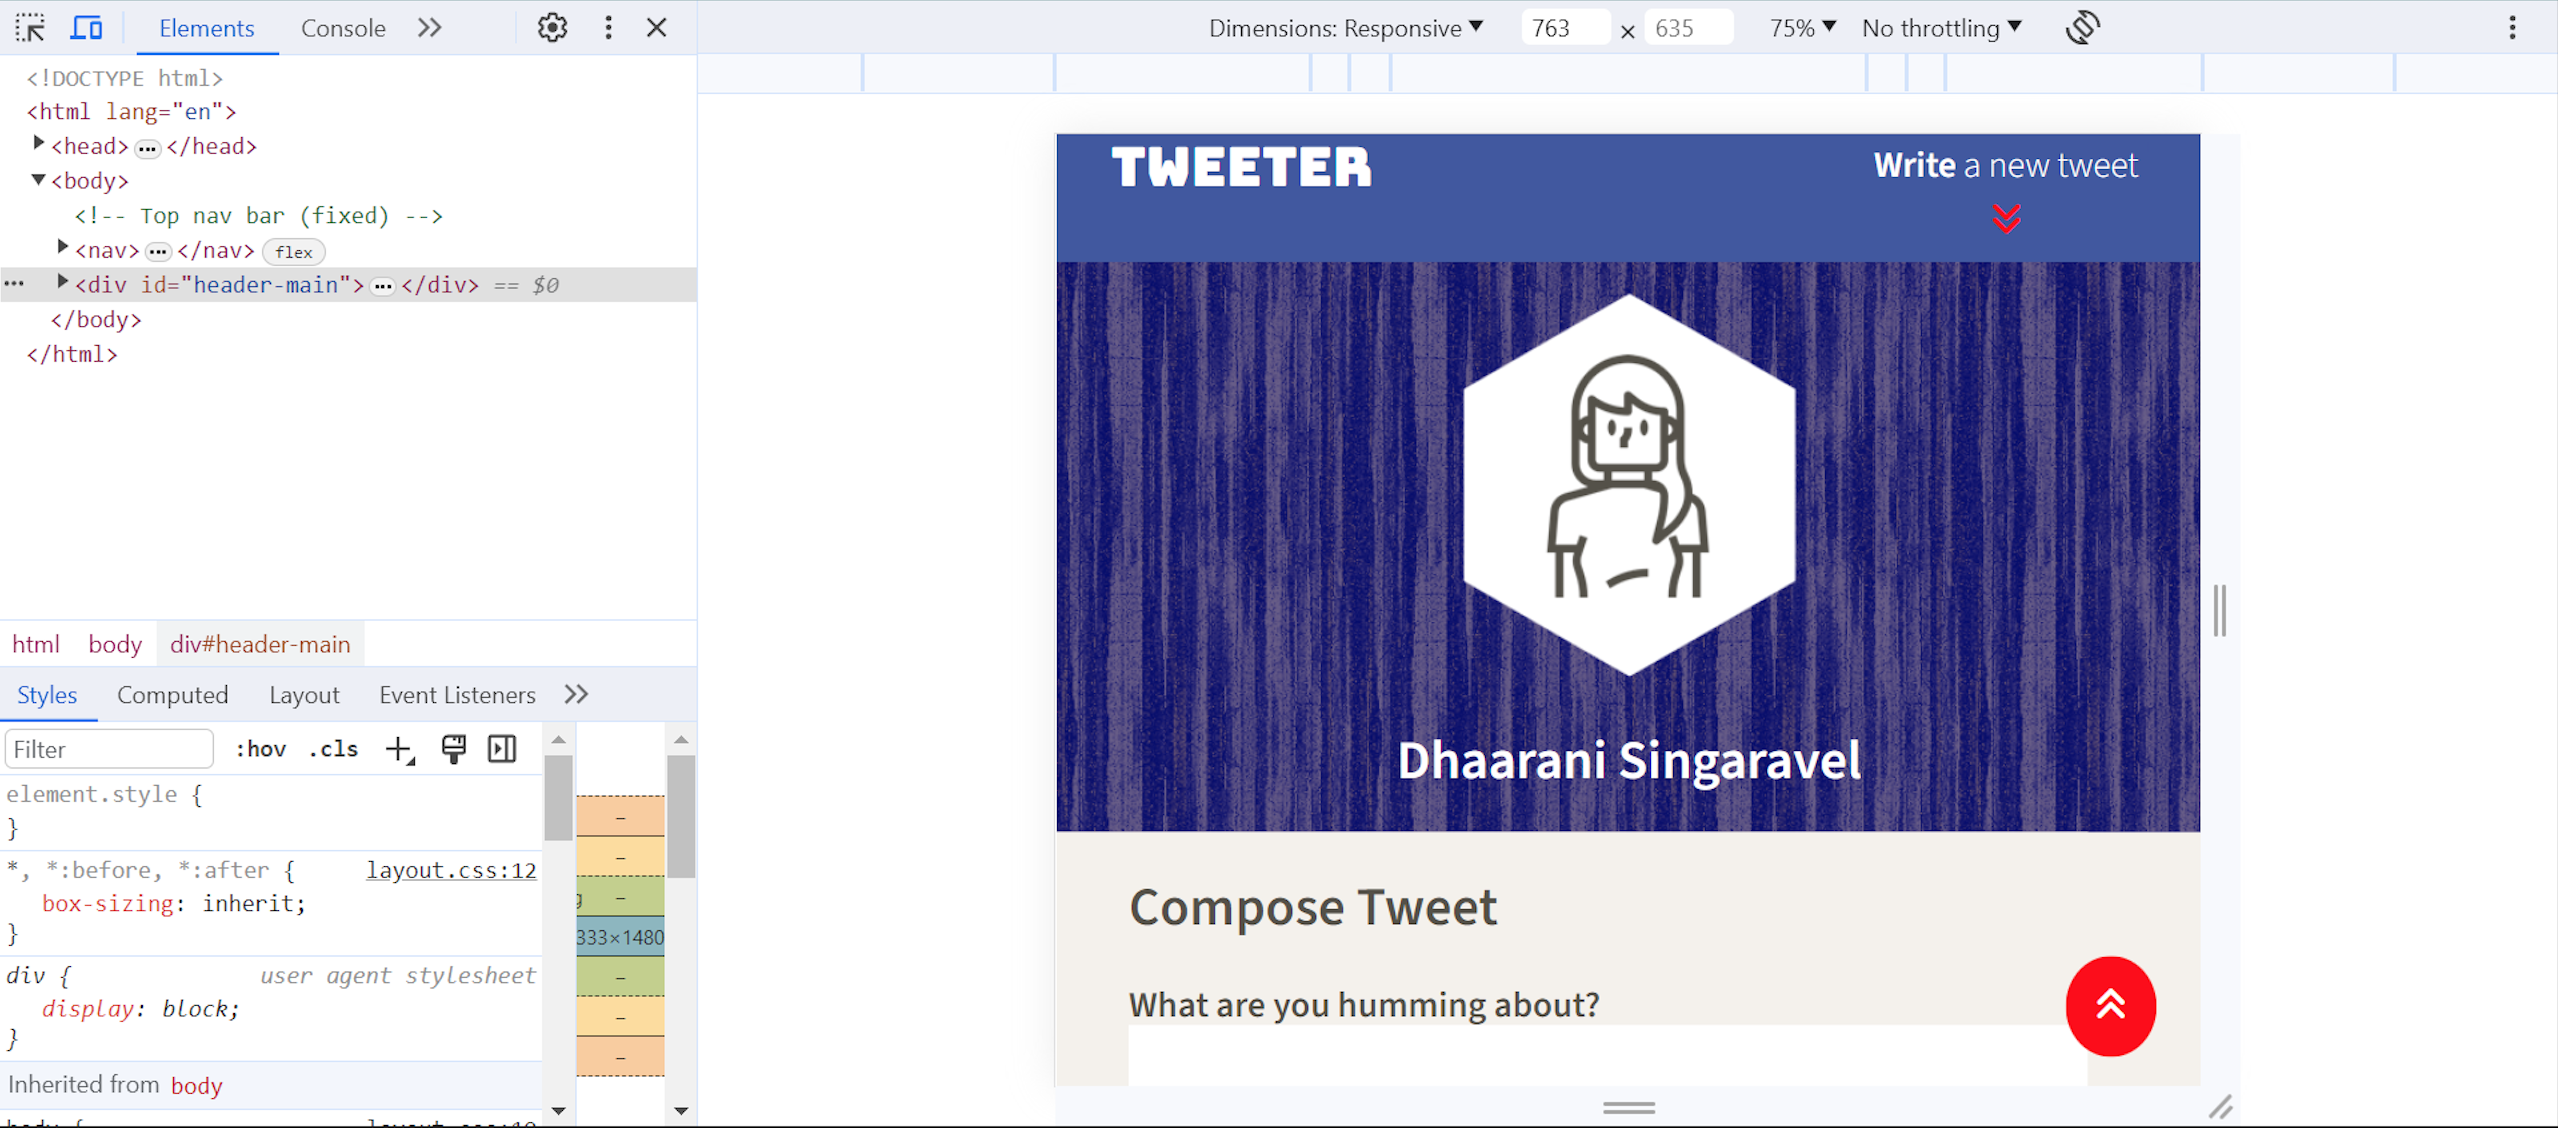 Elements Console
Dimensions: Responsive 763 × 635 75% No throttling
<!DOCTYPE html>
<html lang="en">
<head> ... </head>
<body>
<!-- Top nav bar (fixed) -->
<nav> ... </nav> flex
... <div id="header-main"> ... </div> == $0
</body>
</html>
html body div#header-main
Styles Computed Layout Event Listeners
Filter :hov .cls
element.style {
}
*, *:before, *:after { layout.css:12
box-sizing: inherit;
}
div { user agent stylesheet
display: block;
}
Inherited from body
body {
–
–
–
333×1480
–
–
–
TWEETER
Write a new tweet
Dhaarani Singaravel
Compose Tweet
What are you humming about?